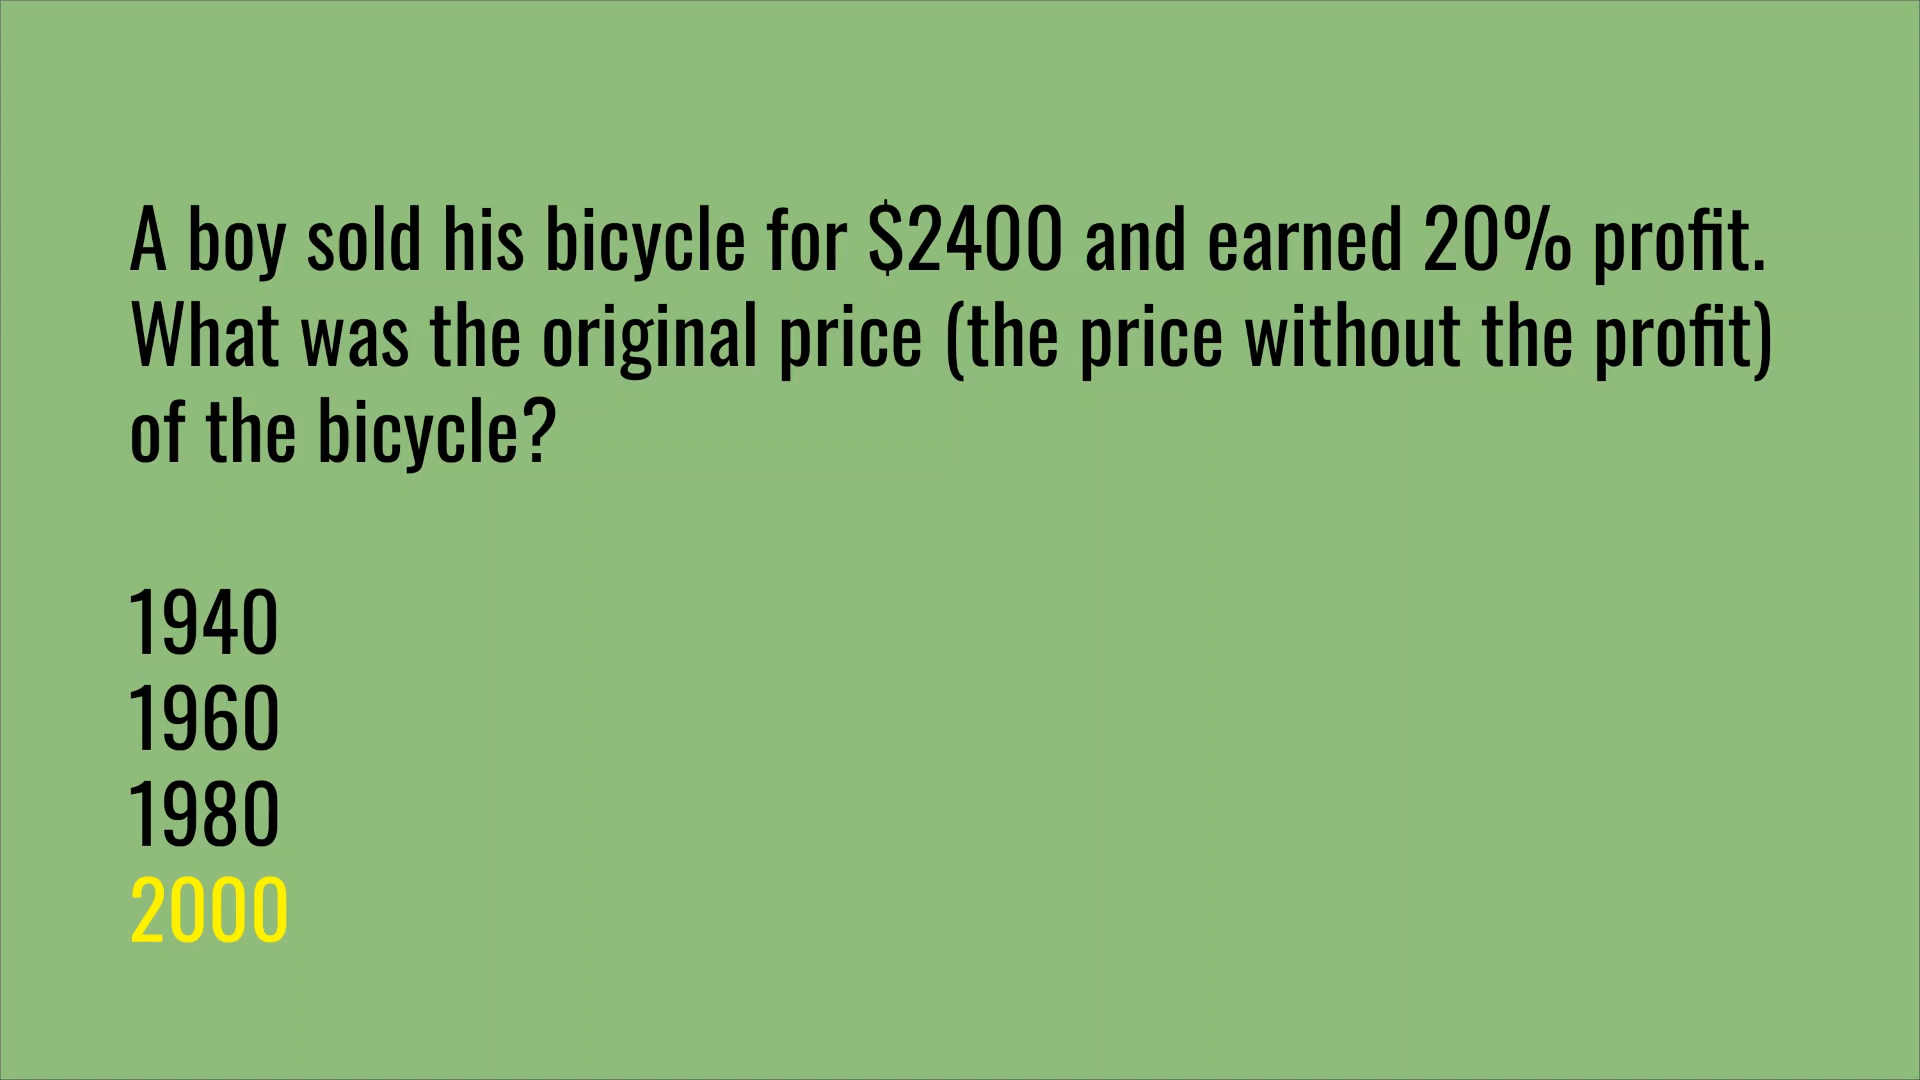 A boy sold his bicycle for $2400 and earned 20% profit.
What was the original price (the price without the profit)
of the bicycle?
1940
1960
1980
2000